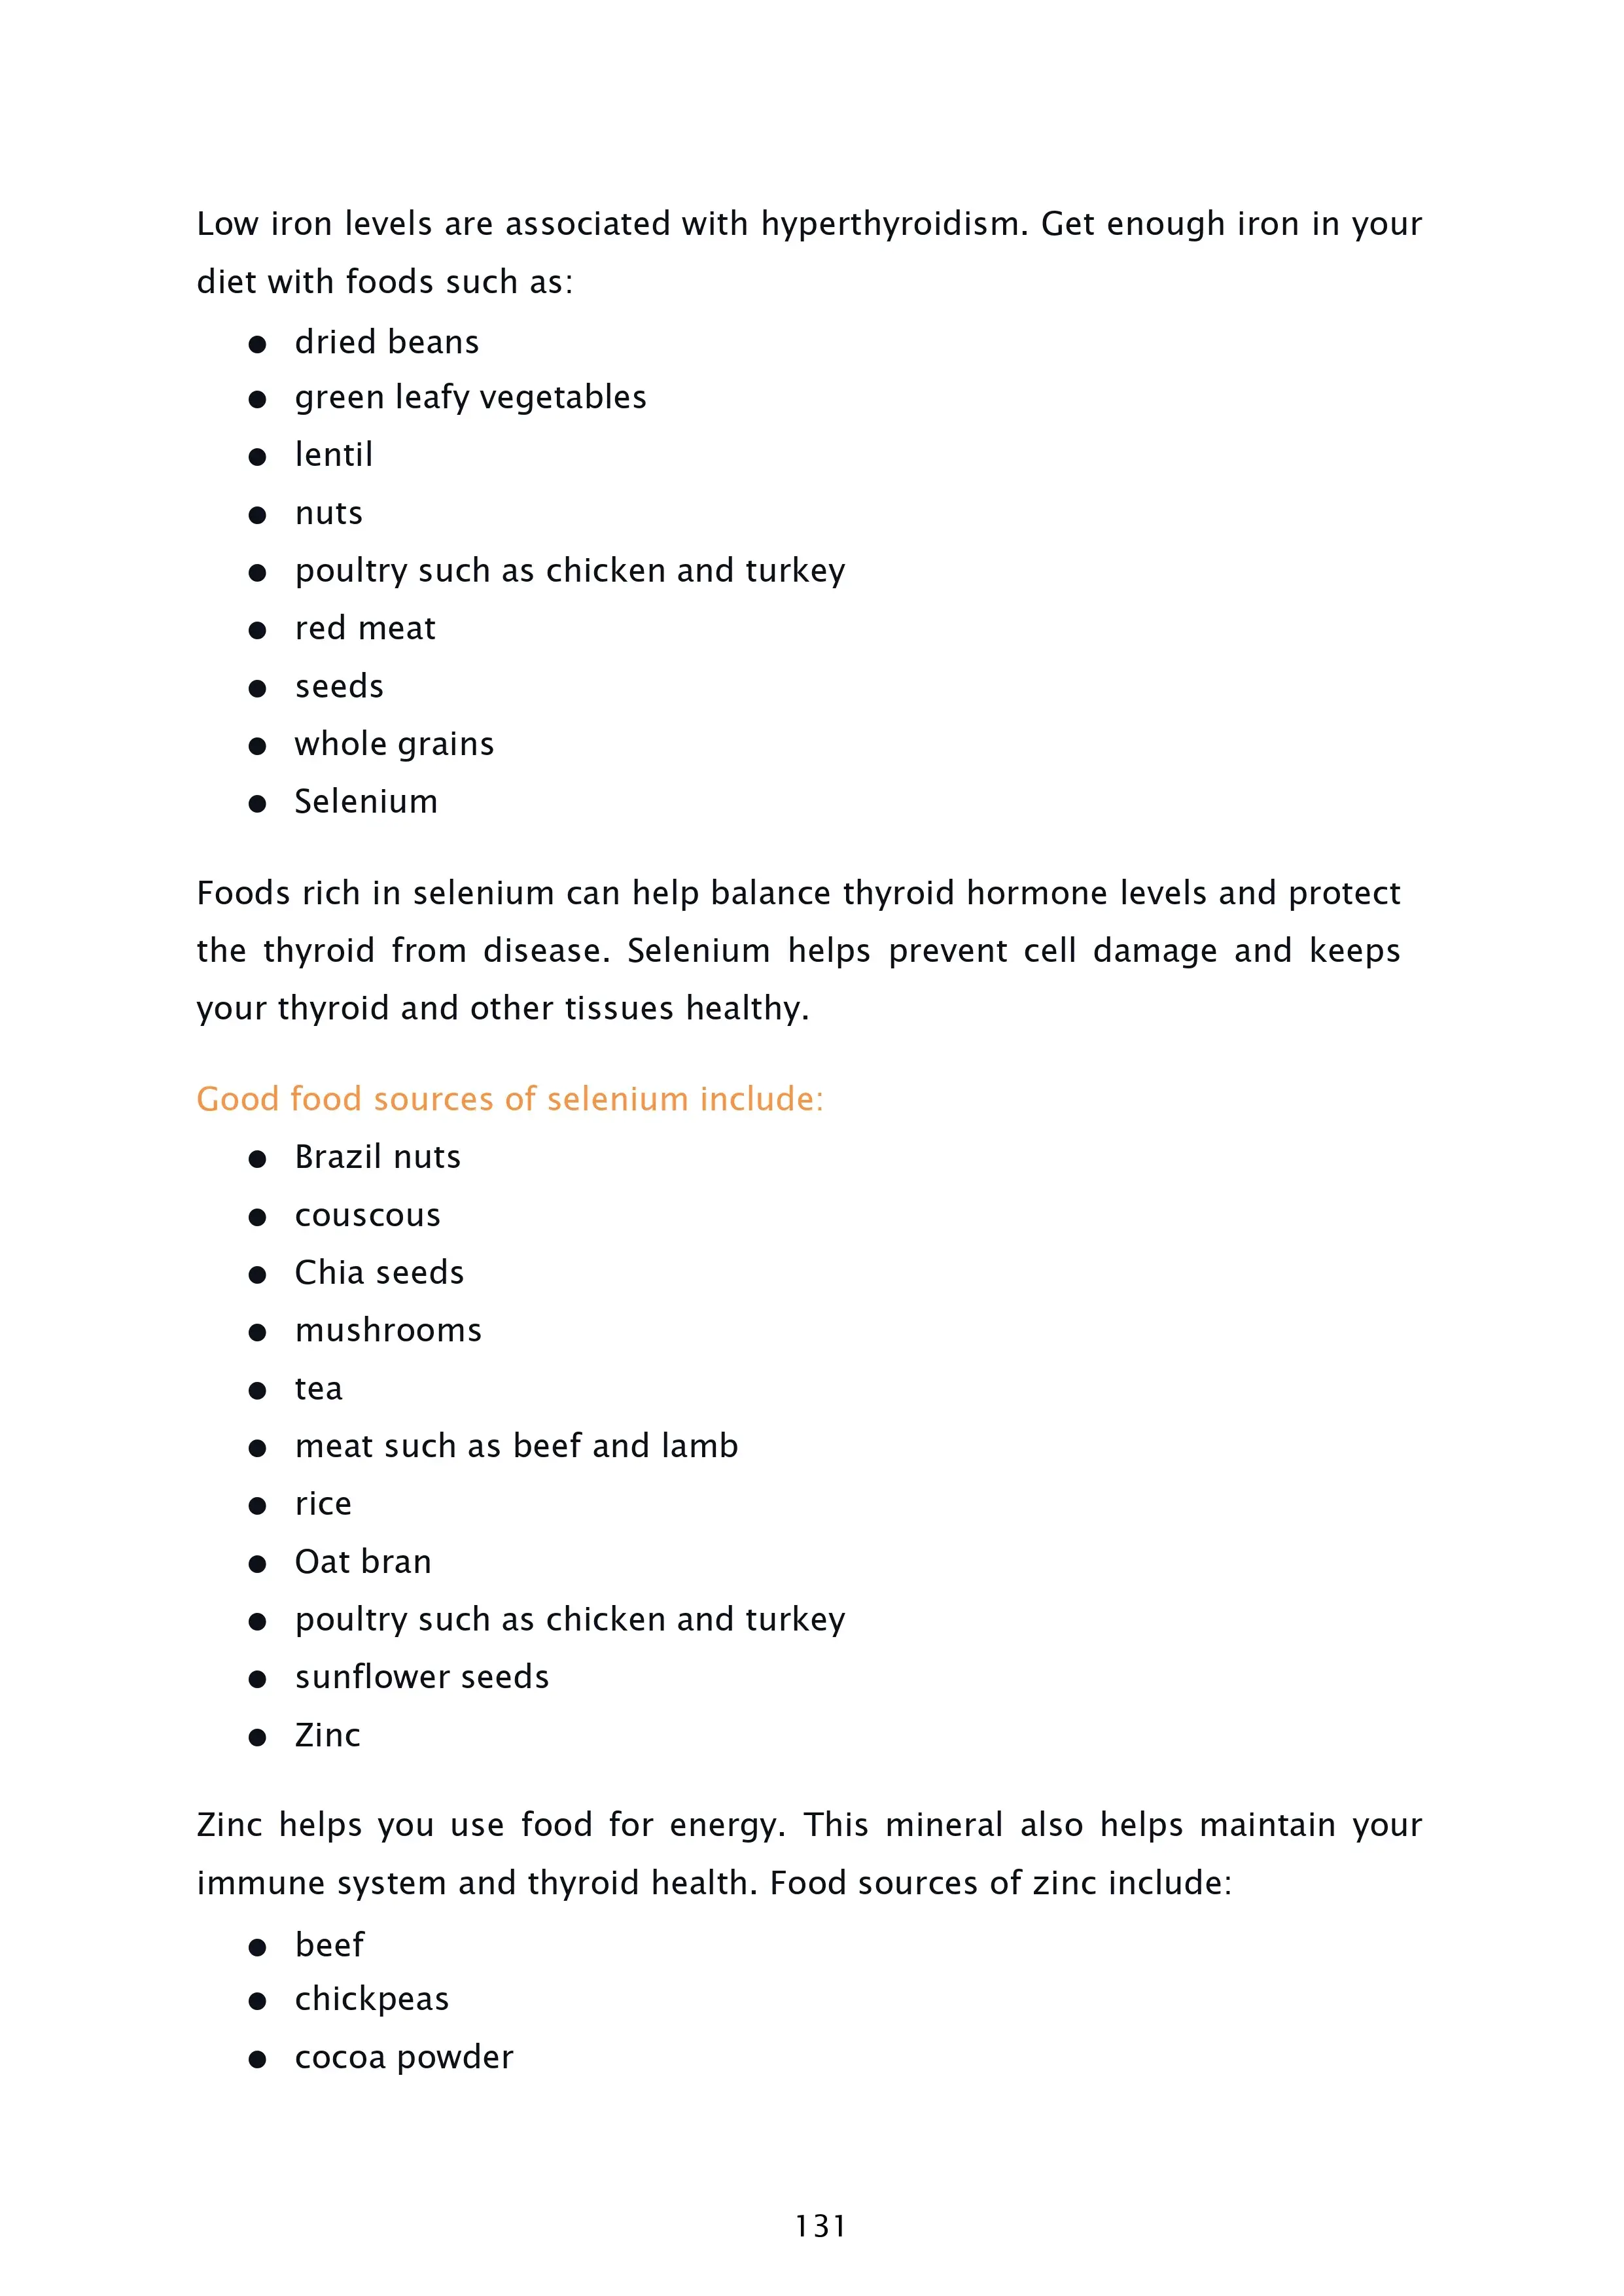 Low iron levels are associated with hyperthyroidism. Get enough iron in your
diet with foods such as:
● dried beans
● green leafy vegetables
● lentil
● nuts
● poultry such as chicken and turkey
● red meat
● seeds
● whole grains
● Selenium
Foods rich in selenium can help balance thyroid hormone levels and protect
the thyroid from disease. Selenium helps prevent cell damage and keeps
your thyroid and other tissues healthy.
Good food sources of selenium include:
● Brazil nuts
● couscous
● Chia seeds
● mushrooms
● tea
● meat such as beef and lamb
● rice
● Oat bran
● poultry such as chicken and turkey
● sunflower seeds
● Zinc
Zinc helps you use food for energy. This mineral also helps maintain your
immune system and thyroid health. Food sources of zinc include:
● beef
● chickpeas
● cocoa powder
131